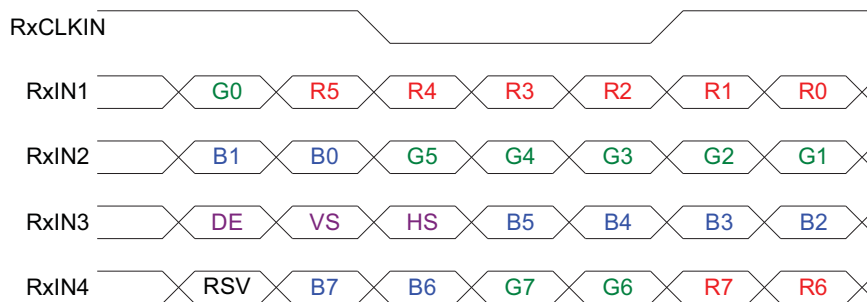 RxCLKIN
RxIN1 G0 R5 R4 R3 R2 R1 R0
RxIN2 B1 B0 G5 G4 G3 G2 G1
RxIN3 DE VS HS B5 B4 B3 B2
RxIN4 RSV B7 B6 G7 G6 R7 R6